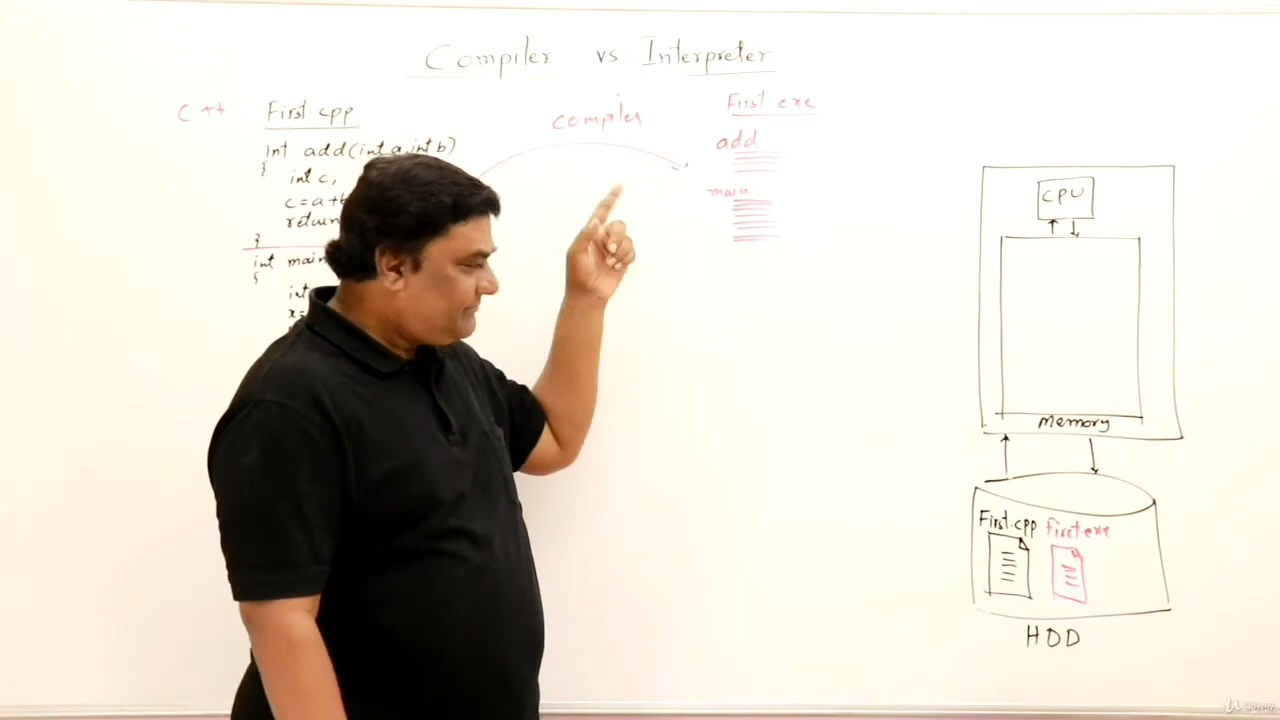 Compiler vs Interpreter
C++ First.cpp
int add(int a,int b)
{
int c;
c=a+b
return
}
int main
{
int
x=
compiler
First exe
add
main
CPU
Memory
First.cpp First.exe
HDD
Udemy